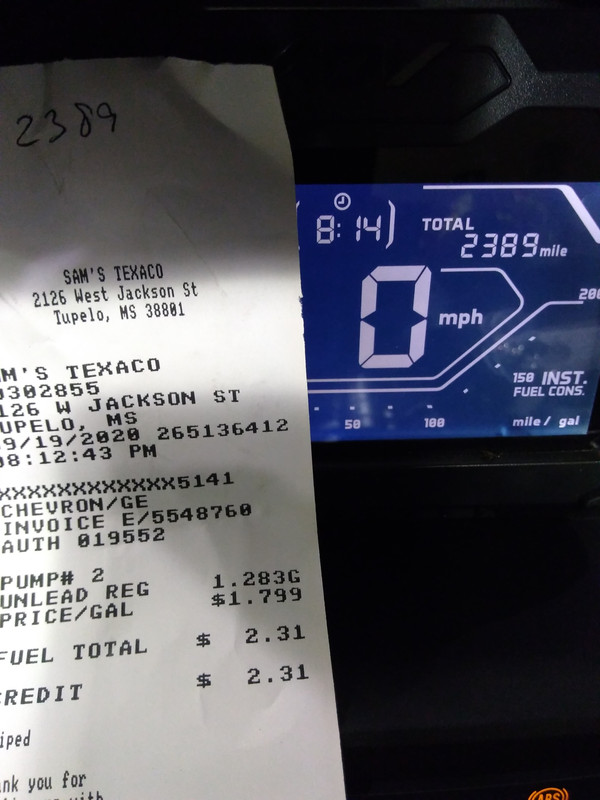 2389
SAM'S TEXACO
2126 West Jackson St
Tupelo, MS 38801
M'S TEXACO
0302855
126 W JACKSON ST
UPELO, MS
09/19/2020 265136412
08:12:43 PM
XXXXXXXXXXXXX5141
CHEVRON/GE
INVOICE E/5548760
AUTH 019552
PUMP# 2 1.283G
UNLEAD REG $1.799
PRICE/GAL
FUEL TOTAL $ 2.31
CREDIT $ 2.31
iped
nk you for
8:14
TOTAL
2389 mile
0 mph
200
150 INST.
FUEL CONS.
50 100 mile/ gal
ABS